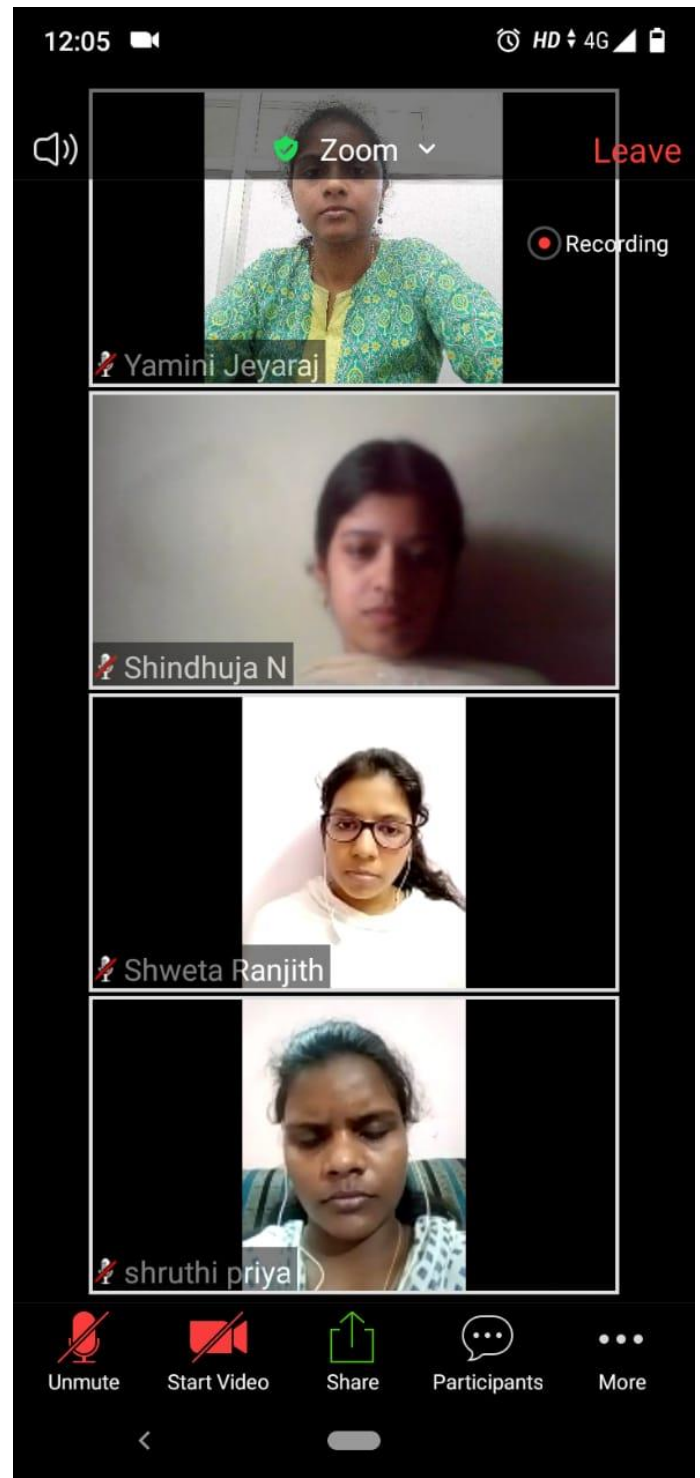 12:05 HD 4G
Zoom Leave
Recording
Yamini Jeyaraj
Shindhuja N
Shweta Ranjith
shruthi priya
Unmute Start Video Share Participants More